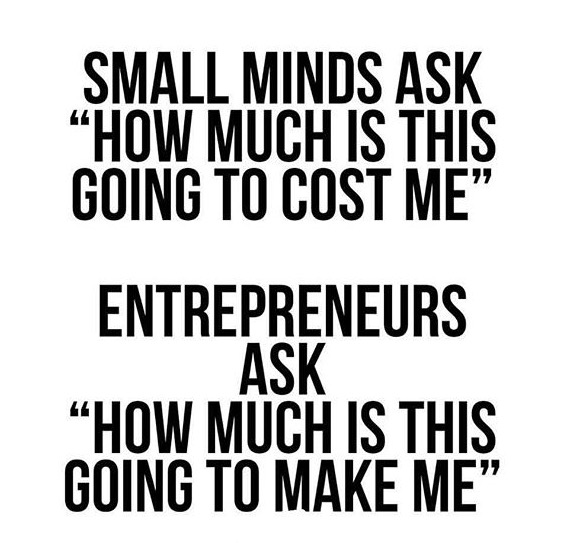 SMALL MINDS ASK
“HOW MUCH IS THIS
GOING TO COST ME”
ENTREPRENEURS
ASK
“HOW MUCH IS THIS
GOING TO MAKE ME”